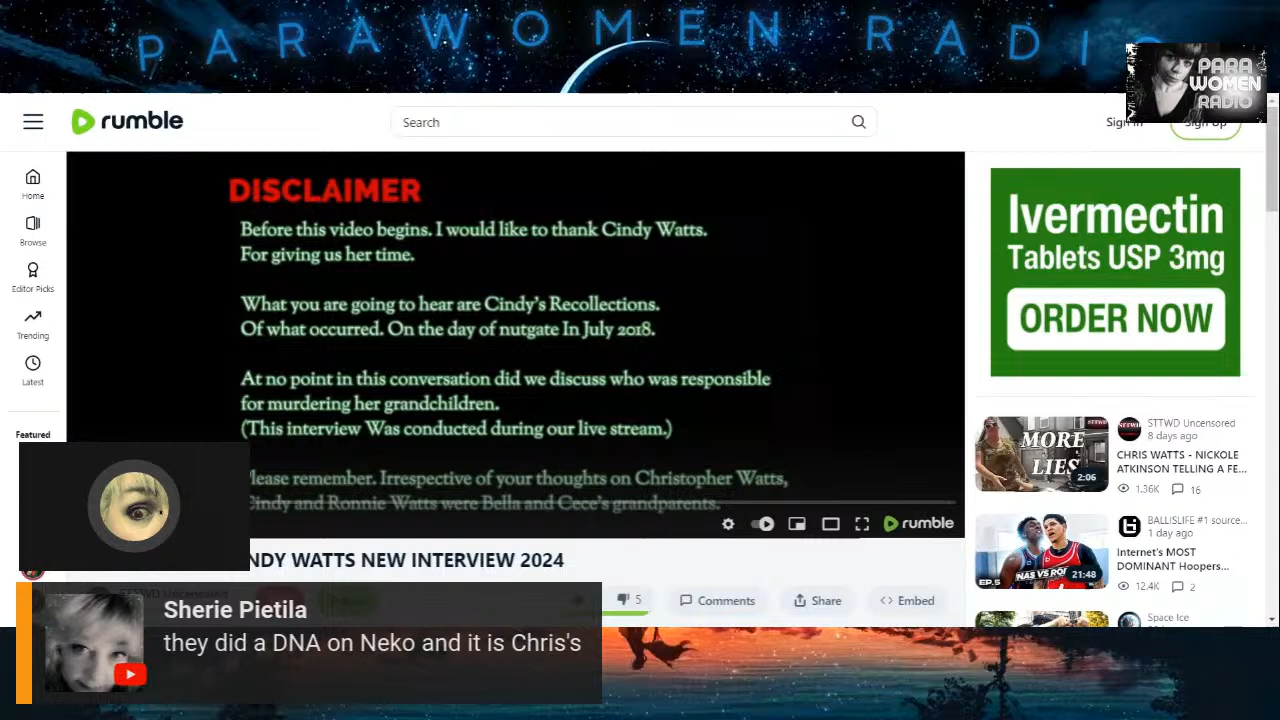 PARAWOMEN RADIO
PARA
WOMEN
RADIO
rumble
Search
Sign In
Sign Up
Home
Browse
Editor Picks
Trending
Latest
Featured
DISCLAIMER
Before this video begins. I would like to thank Cindy Watts.
For giving us her time.
What you are going to hear are Cindy's Recollections.
Of what occurred. On the day of nutgate In July 2018.
At no point in this conversation did we discuss who was responsible
for murdering her grandchildren.
(This interview Was conducted during our live stream.)
lease remember. Irrespective of your thoughts on Christopher Watts,
indy and Ronnie Watts were Bella and Cece's grandparents.
rumble
NDY WATTS NEW INTERVIEW 2024
5
Comments
Share
<> Embed
Ivermectin
Tablets USP 3mg
ORDER NOW
MORE
LIES
2:06
STTWD Uncensored
8 days ago
CHRIS WATTS - NICKOLE
ATKINSON TELLING A FE...
1.36K
16
EP.5
21:48
BALLISLIFE #1 source...
1 day ago
Internet's MOST
DOMINANT Hoopers...
12.4K
2
Space Ice
Sherie Pietila
they did a DNA on Neko and it is Chris's